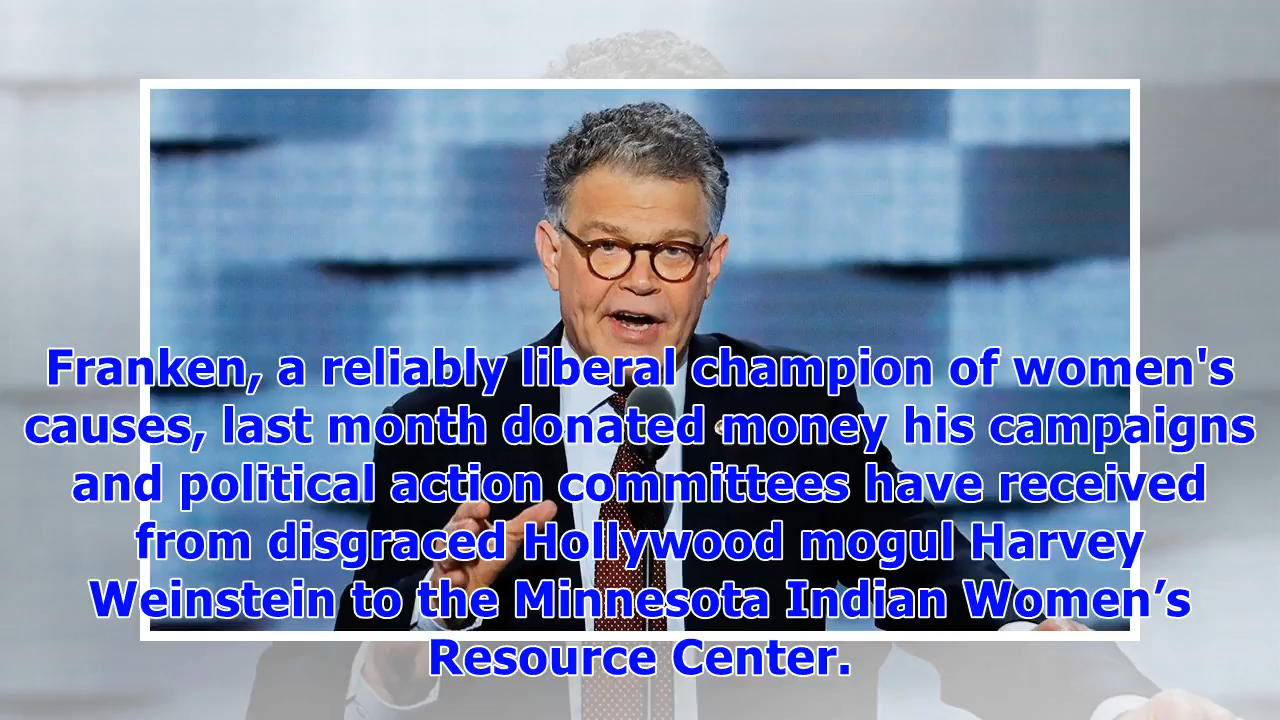 Franken, a reliably liberal champion of women's
causes, last month donated money his campaigns
and political action committees have received
from disgraced Hollywood mogul Harvey
Weinstein to the Minnesota Indian Women’s
Resource Center.